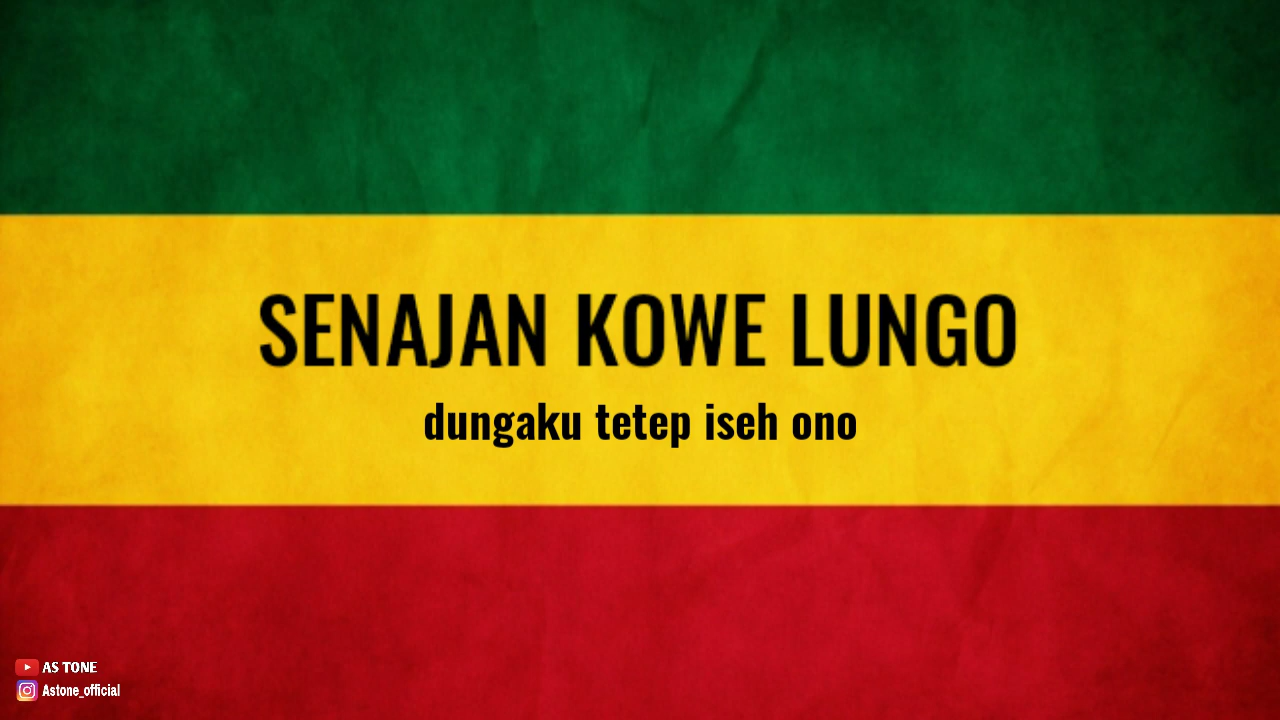 SENAJAN KOWE LUNGO
dungaku tetep iseh ono
AS TONE
Astone_official